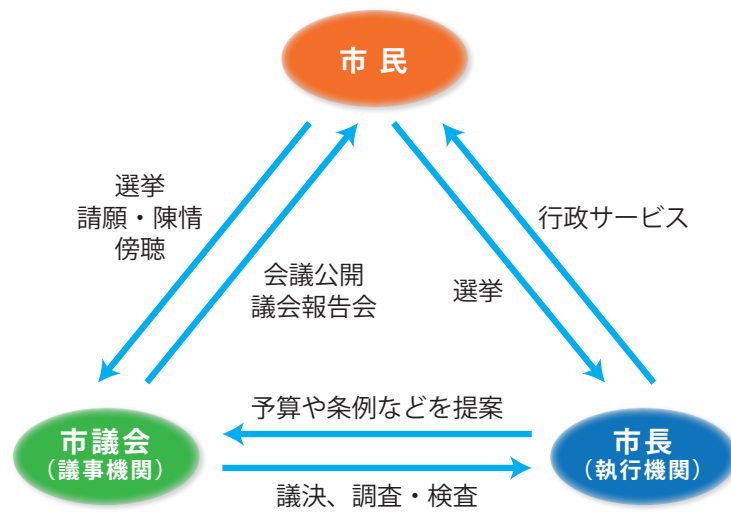 市 民
選挙
請願・陳情
傍聴
会議公開
議会報告会
選挙
行政サービス
予算や条例などを提案
市議会
(議事機関)
市長
(執行機関)
議決、調査・検査